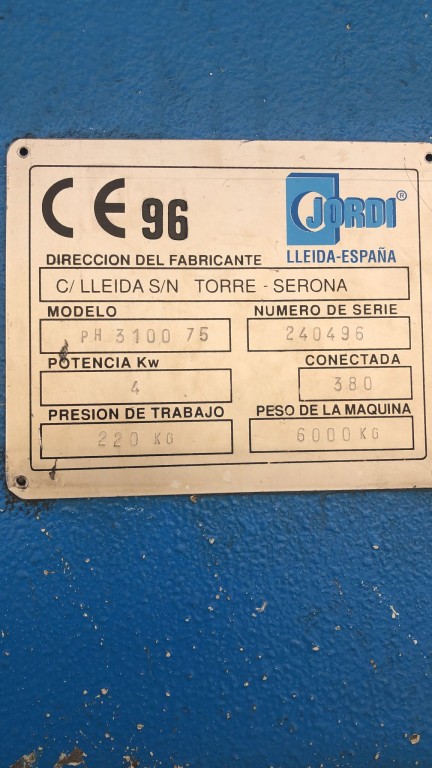 CE 96
JORDI®
LLEIDA-ESPAÑA
DIRECCION DEL FABRICANTE
C/ LLEIDA S/N TORRE - SERONA
MODELO
PH 3100 75
NUMERO DE SERIE
240496
POTENCIA Kw
4
CONECTADA
380
PRESION DE TRABAJO
220 KG
PESO DE LA MAQUINA
6000 KG